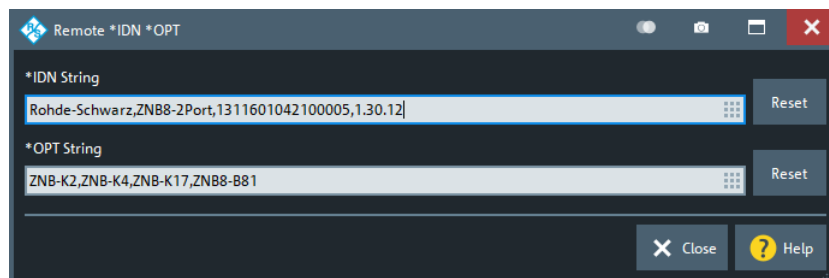 Remote *IDN *OPT
*IDN String
Rohde-Schwarz,ZNB8-2Port,1311601042100005,1.30.12
Reset
*OPT String
ZNB-K2,ZNB-K4,ZNB-K17,ZNB8-B81
Reset
Close
? Help